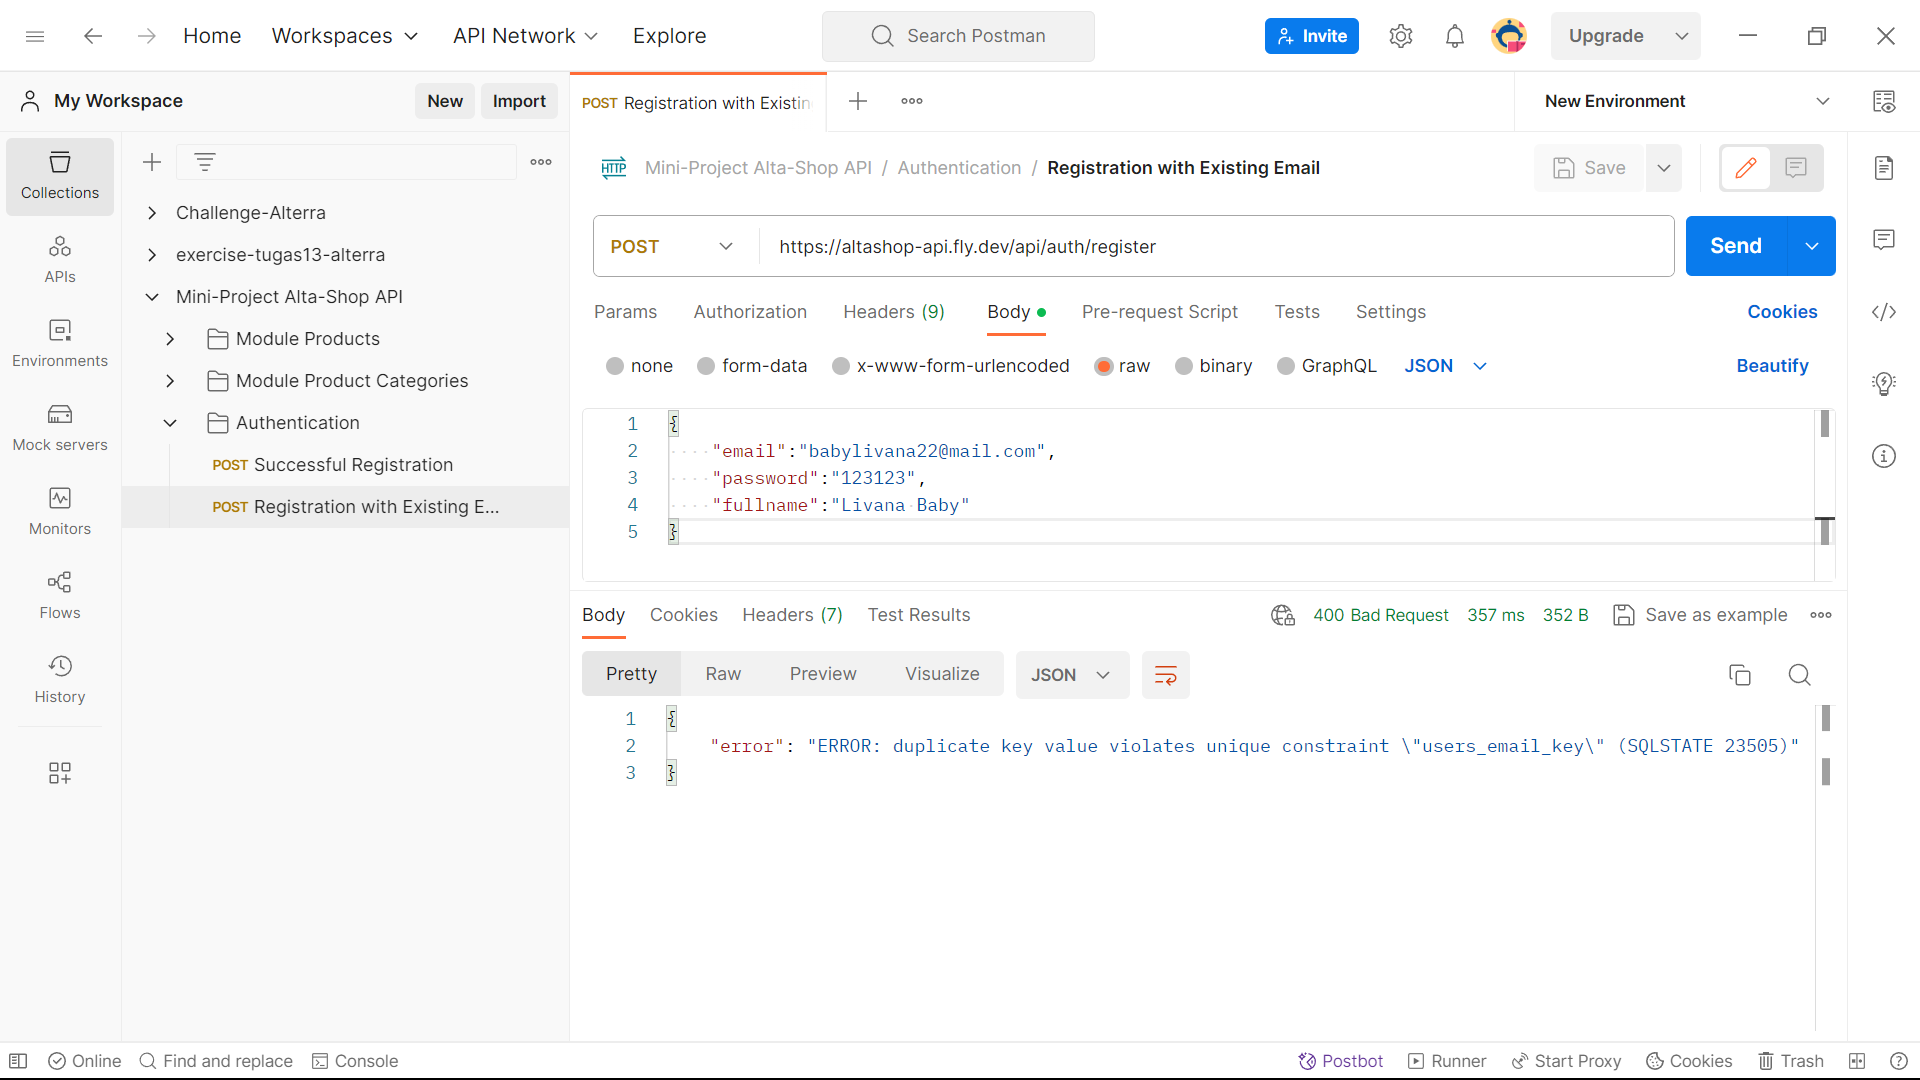 Home
Workspaces
API Network
Explore
Search Postman
Invite
Upgrade
My Workspace
New
Import
POST Registration with Existin
New Environment
Collections
APIs
Environments
Mock servers
Monitors
Flows
History
Challenge-Alterra
exercise-tugas13-alterra
Mini-Project Alta-Shop API
Module Products
Module Product Categories
Authentication
POST Successful Registration
POST Registration with Existing E...
HTTP
Mini-Project Alta-Shop API / Authentication / Registration with Existing Email
Save
POST
https://altashop-api.fly.dev/api/auth/register
Send
Params
Authorization
Headers (9)
Body
Pre-request Script
Tests
Settings
Cookies
none
form-data
x-www-form-urlencoded
raw
binary
GraphQL
JSON
Beautify
1 {
2 "email":"babylivana22@mail.com",
3 "password":"123123",
4 "fullname":"Livana Baby"
5 }
Body
Cookies
Headers (7)
Test Results
400 Bad Request
357 ms
352 B
Save as example
Pretty
Raw
Preview
Visualize
JSON
1 {
2 "error": "ERROR: duplicate key value violates unique constraint \"users_email_key\" (SQLSTATE 23505)"
3 }
Online
Find and replace
Console
Postbot
Runner
Start Proxy
Cookies
Trash